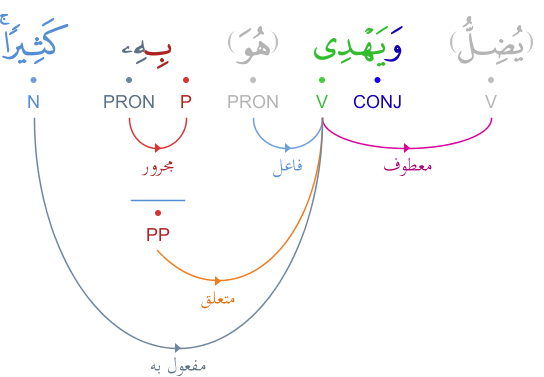 (يُضِلُّ) وَيَهْدِى (هُوَ) بِهِۦ كَثِيرًا ۚ
V CONJ V PRON P PRON N
معطوف فاعل مجرور
PP
متعلق
مفعول به